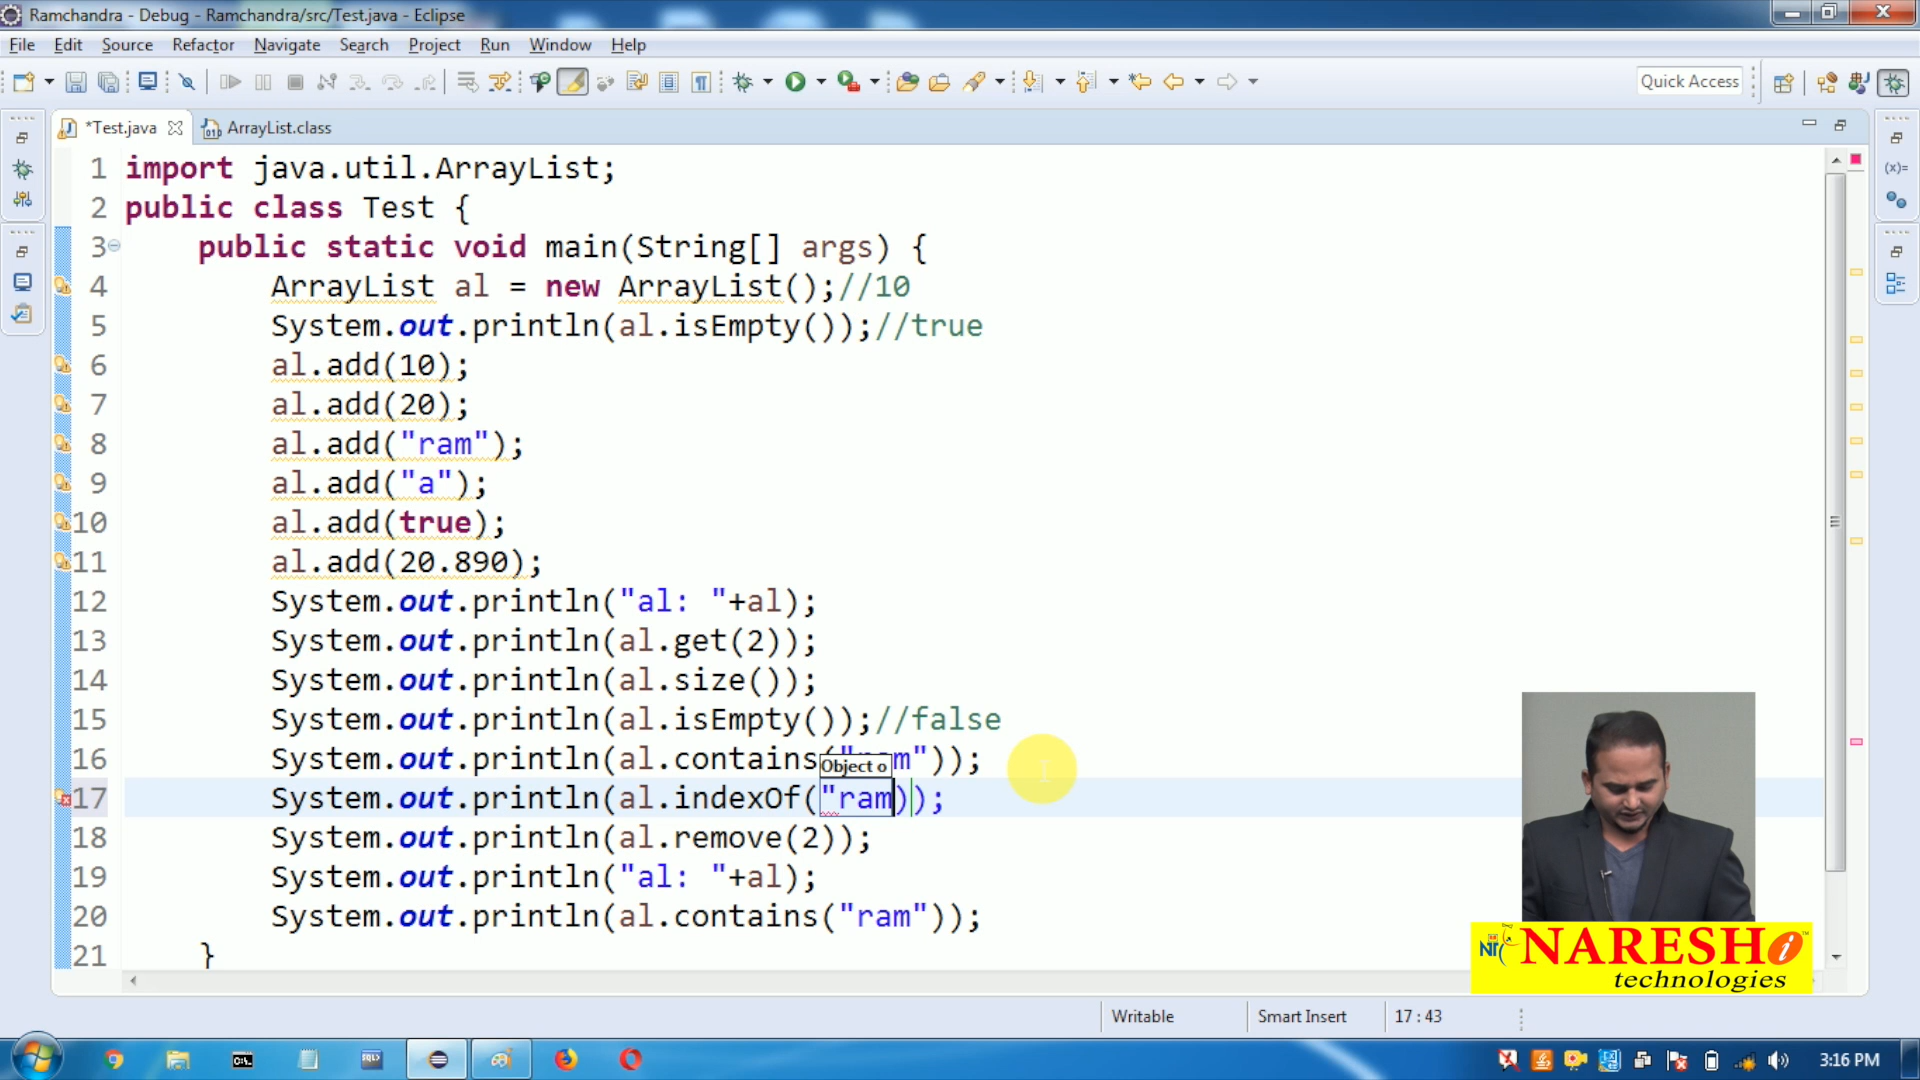 Ramchandra - Debug - Ramchandra/src/Test.java - Eclipse
File Edit Source Refactor Navigate Search Project Run Window Help
Quick Access
*Test.java ArrayList.class
1 import java.util.ArrayList;
2 public class Test {
3 public static void main(String[] args) {
4 ArrayList al = new ArrayList();//10
5 System.out.println(al.isEmpty());//true
6 al.add(10);
7 al.add(20);
8 al.add("ram");
9 al.add("a");
10 al.add(true);
11 al.add(20.890);
12 System.out.println("al: "+al);
13 System.out.println(al.get(2));
14 System.out.println(al.size());
15 System.out.println(al.isEmpty());//false
16 System.out.println(al.contains("ram"));
Object o
17 System.out.println(al.indexOf("ram));
18 System.out.println(al.remove(2));
19 System.out.println("al: "+al);
20 System.out.println(al.contains("ram"));
21 }
NARESH i
technologies
Writable Smart Insert 17 : 43
3:16 PM